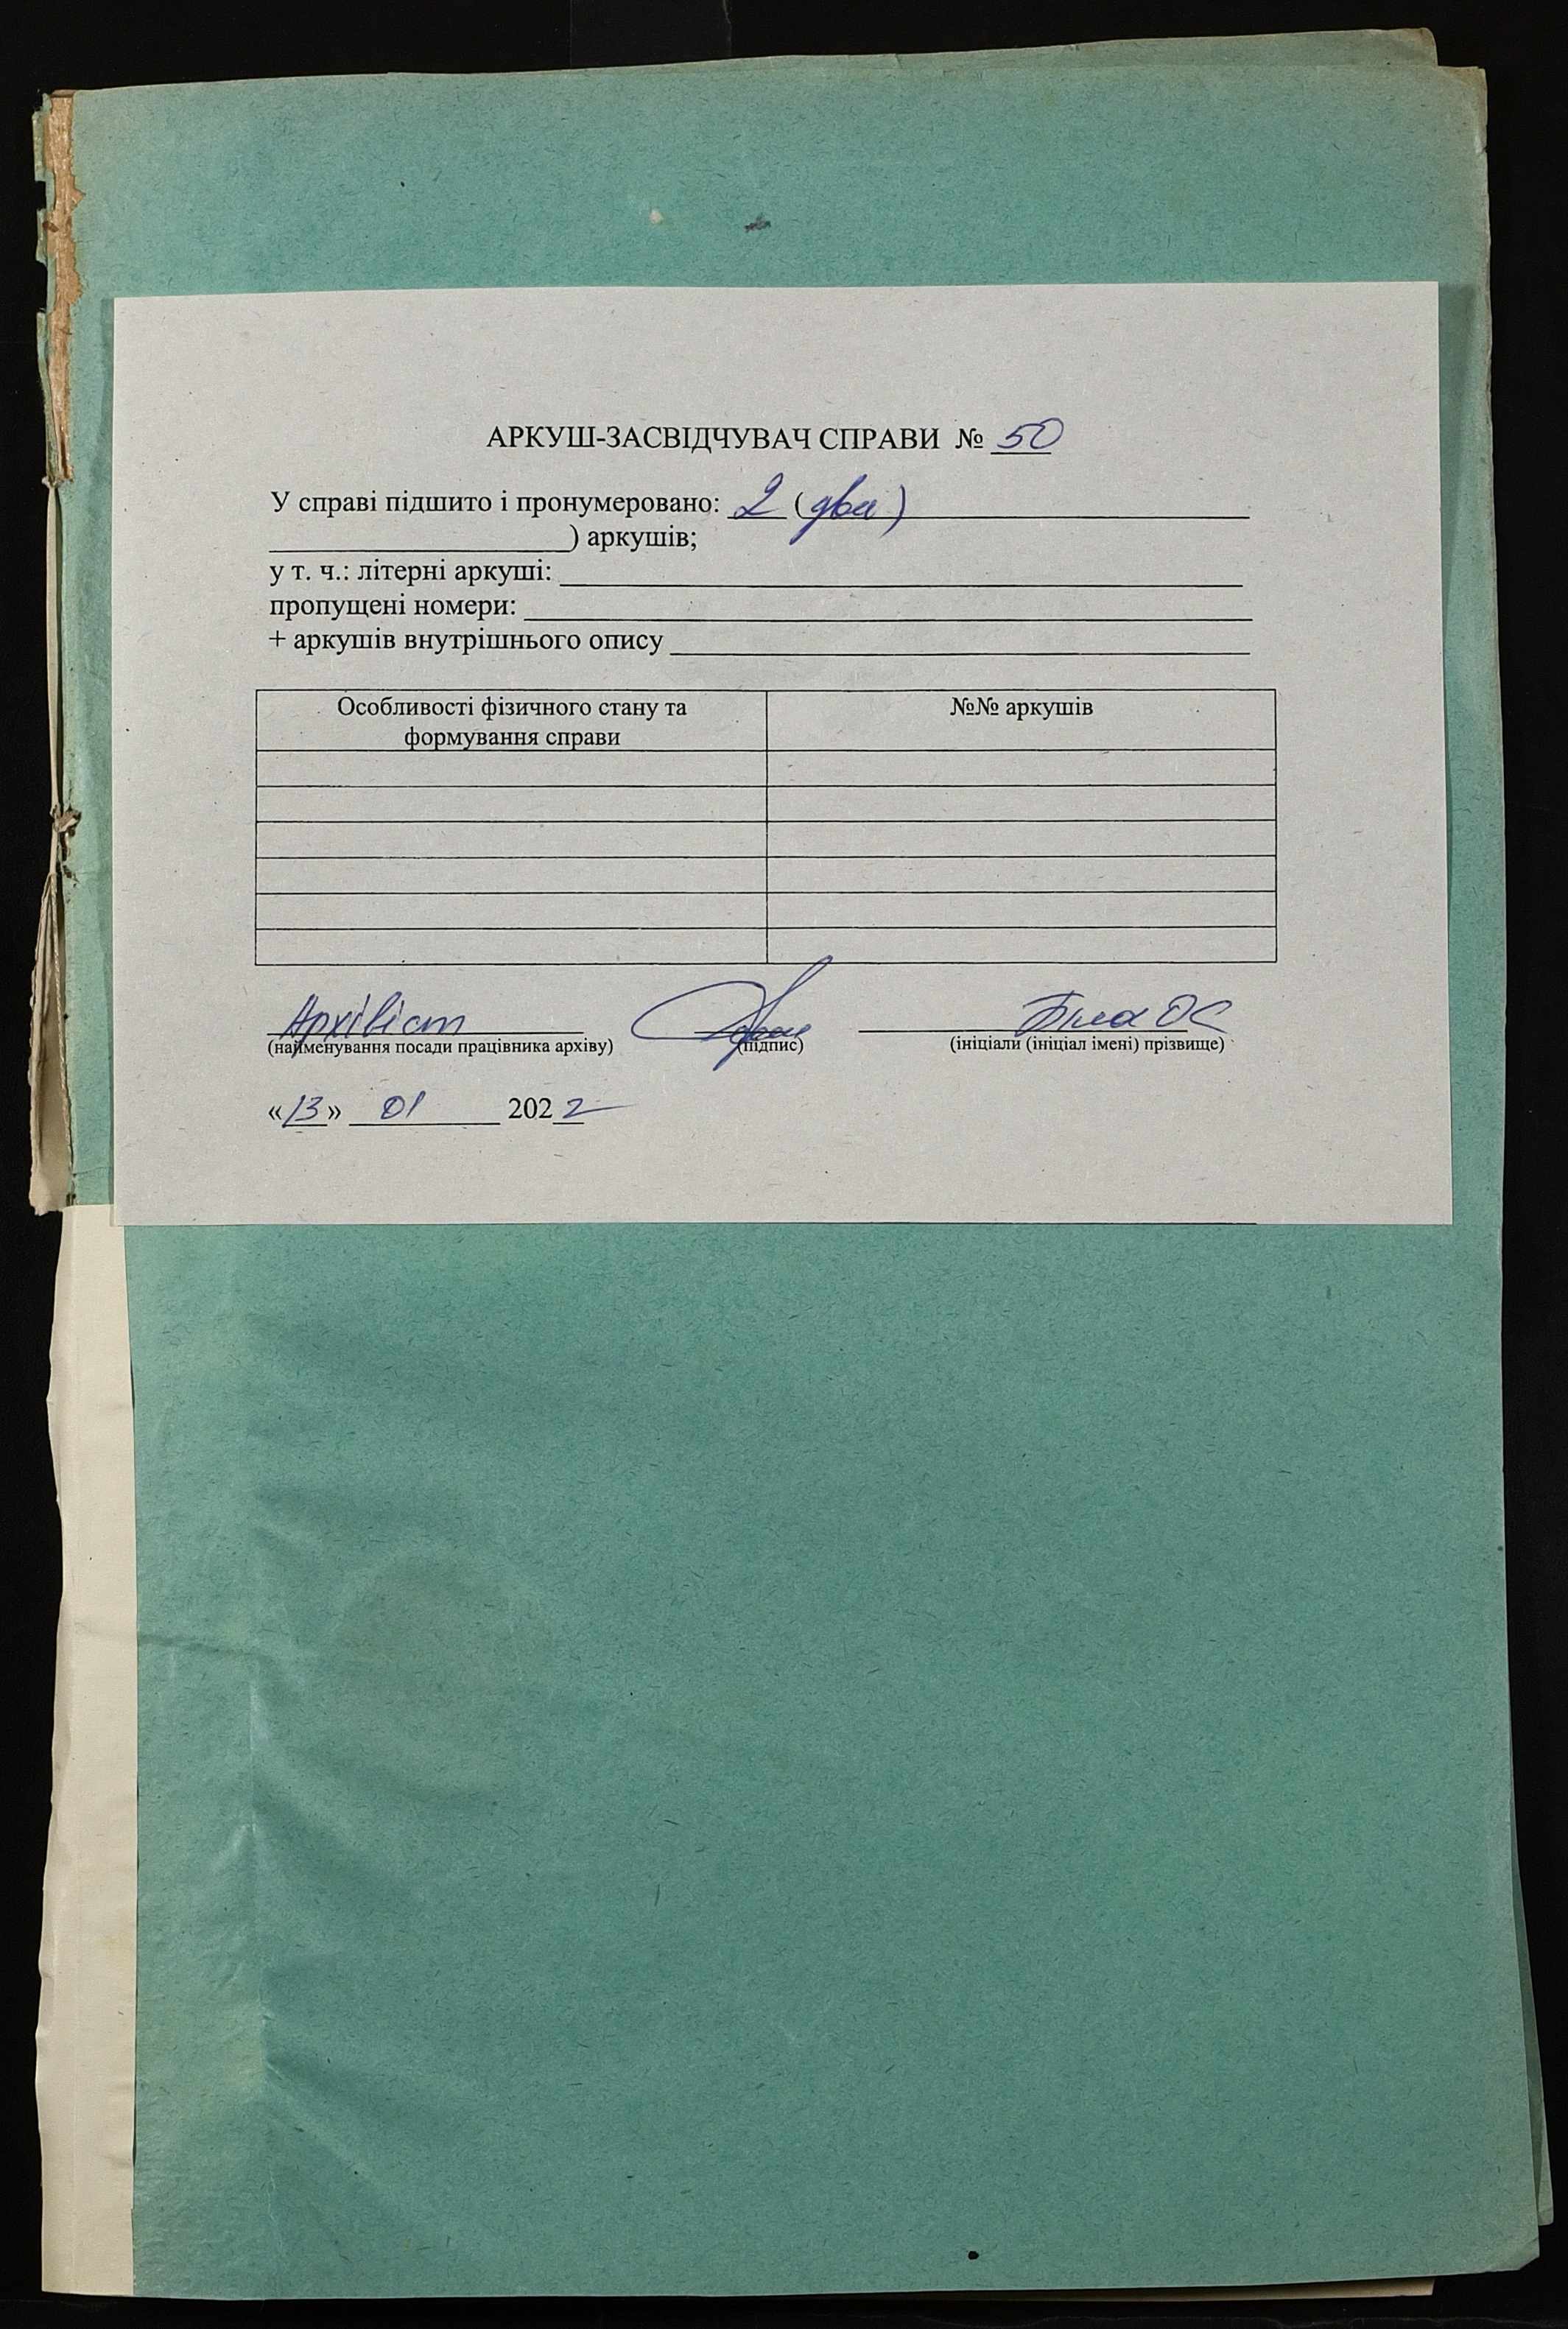 АРКУШ-ЗАСВІДЧУВАЧ СПРАВИ № 50
У справі підшито і пронумеровано: 2 (два)
) аркушів;
у т. ч.: літерні аркуші:
пропущені номери:
+ аркушів внутрішнього опису
Особливості фізичного стану та формування справи №№ аркушів
Архівіст Біла ОС
(найменування посади працівника архіву) (підпис) (ініціали (ініціал імені) прізвище)
«13» 01 2022